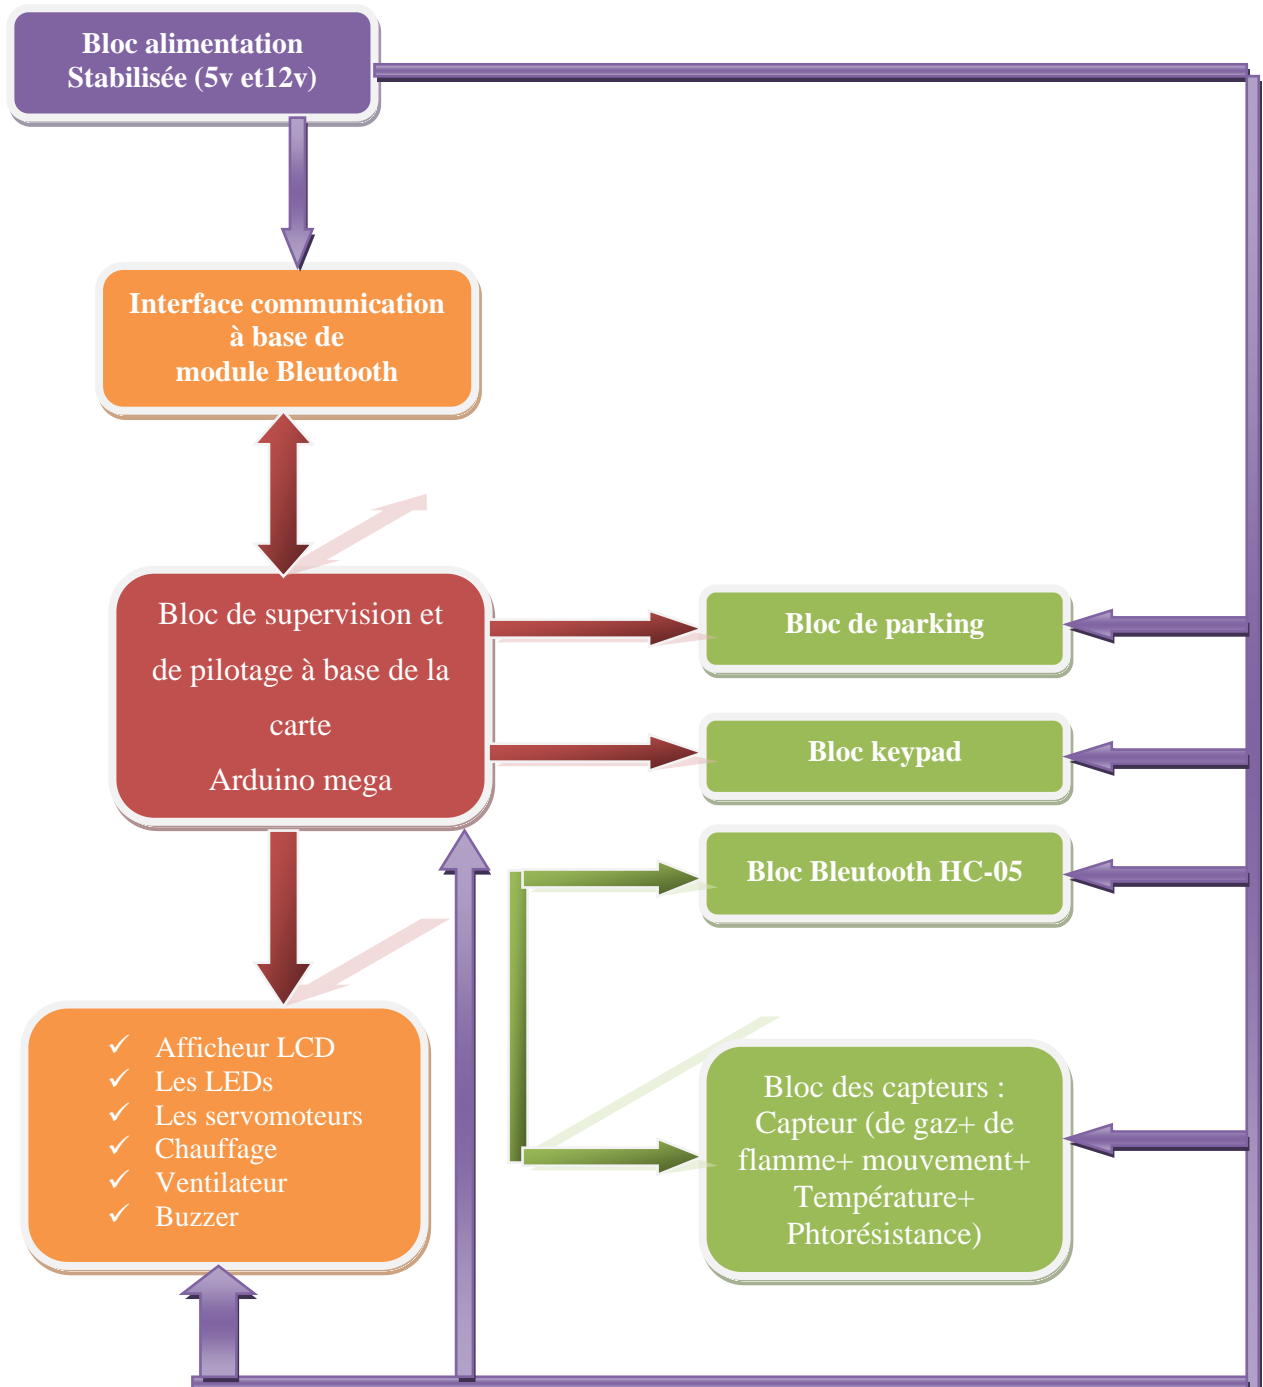 Bloc alimentation
Stabilisée (5v et12v)
Interface communication
à base de
module Bleutooth
Bloc de supervision et
de pilotage à base de la
carte
Arduino mega
Bloc de parking
Bloc keypad
Bloc Bleutooth HC-05
✓ Afficheur LCD
✓ Les LEDs
✓ Les servomoteurs
✓ Chauffage
✓ Ventilateur
✓ Buzzer
Bloc des capteurs :
Capteur (de gaz+ de
flamme+ mouvement+
Température+
Phtorésistance)